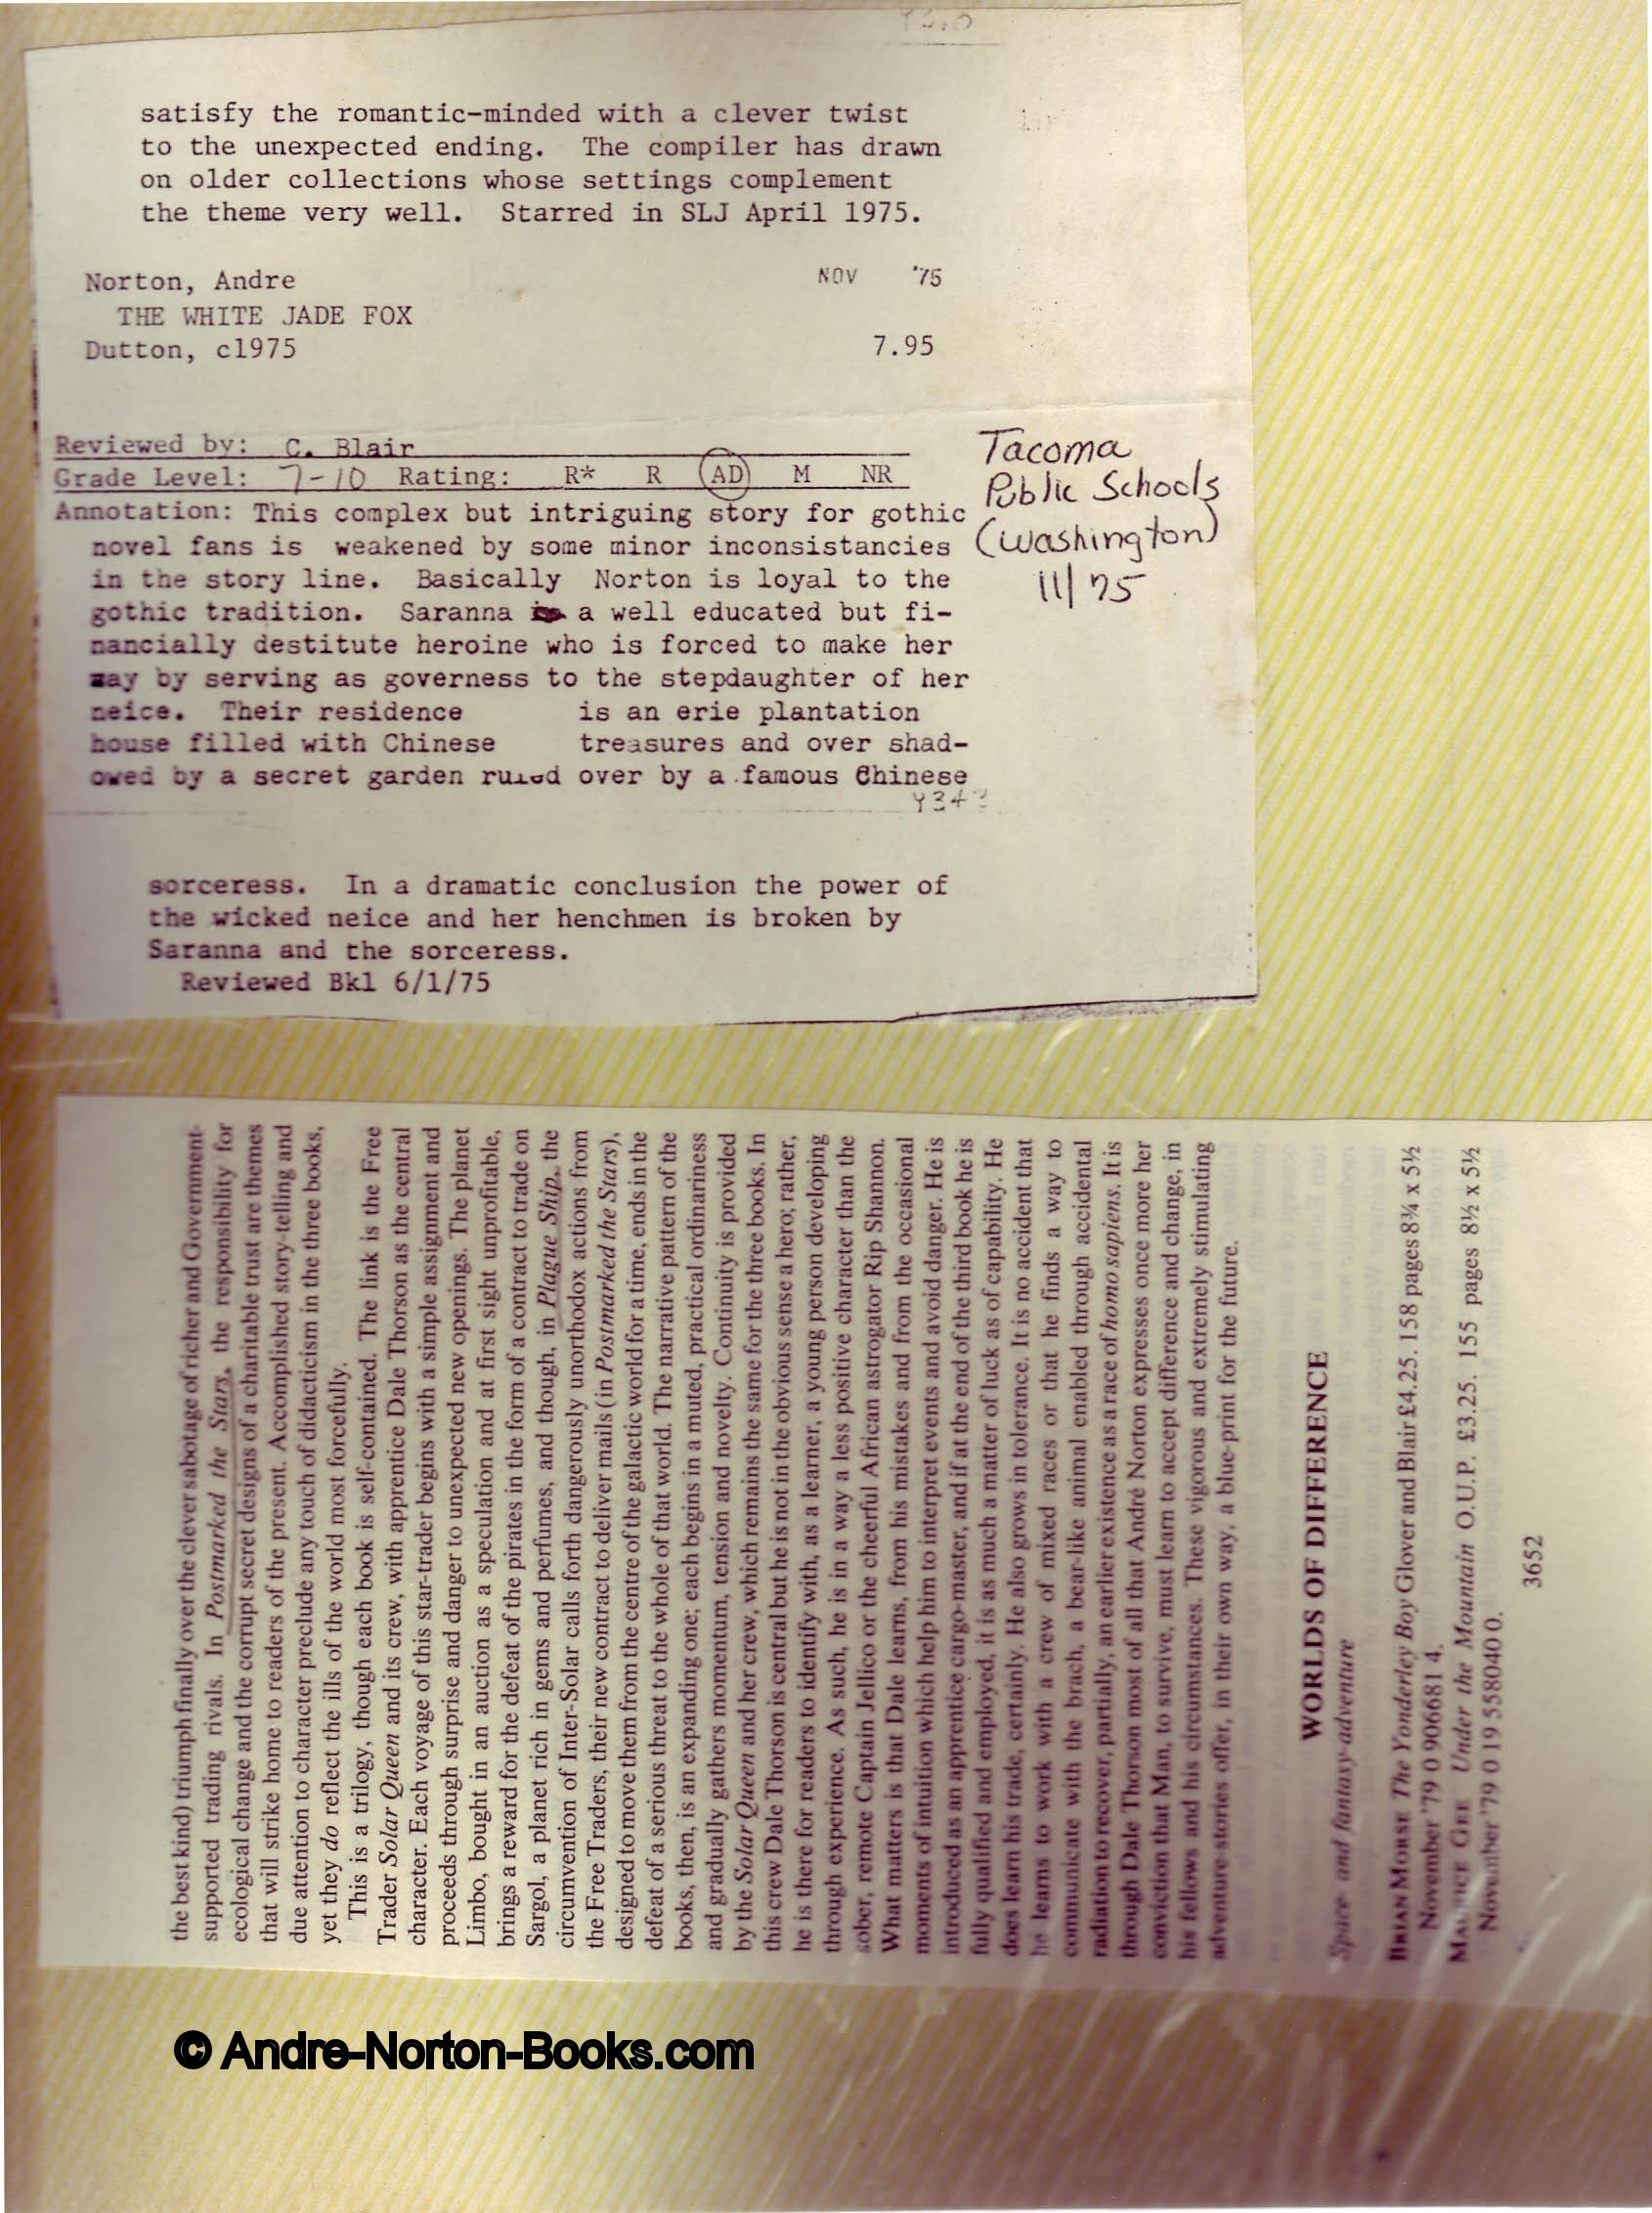 satisfy the romantic-minded with a clever twist
to the unexpected ending. The compiler has drawn
on older collections whose settings complement
the theme very well. Starred in SLJ April 1975.
Norton, Andre NOV '75
THE WHITE JADE FOX
Dutton, c1975 7.95
Reviewed by: C. Blair
Grade Level: 7-10 Rating: R* R AD M NR
Annotation: This complex but intriguing story for gothic
novel fans is weakened by some minor inconsistancies
in the story line. Basically Norton is loyal to the
gothic tradition. Saranna is a well educated but fi-
nancially destitute heroine who is forced to make her
way by serving as governess to the stepdaughter of her
neice. Their residence is an erie plantation
house filled with Chinese treasures and over shad-
owed by a secret garden ruled over by a famous Chinese
Tacoma
Public Schools
(Washington)
11/75
sorceress. In a dramatic conclusion the power of
the wicked neice and her henchmen is broken by
Saranna and the sorceress.
Reviewed Bkl 6/1/75
the best kind) triumph finally over the clever sabotage of richer and Government-
supported trading rivals. In Postmarked the Stars, the responsibility for
ecological change and the corrupt secret designs of a charitable trust are themes
that will strike home to readers of the present. Accomplished story-telling and
due attention to character preclude any touch of didacticism in the three books,
yet they do reflect the ills of the world most forcefully.
This is a trilogy, though each book is self-contained. The link is the Free
Trader Solar Queen and its crew, with apprentice Dale Thorson as the central
character. Each voyage of this star-trader begins with a simple assignment and
proceeds through surprise and danger to unexpected new openings. The planet
Limbo, bought in an auction as a speculation and at first sight unprofitable,
brings a reward for the defeat of the pirates in the form of a contract to trade on
Sargol, a planet rich in gems and perfumes, and though, in Plague Ship, the
circumvention of Inter-Solar calls forth dangerously unorthodox actions from
the Free Traders, their new contract to deliver mails (in Postmarked the Stars),
designed to move them from the centre of the galactic world for a time, ends in the
defeat of a serious threat to the whole of that world. The narrative pattern of the
books, then, is an expanding one; each begins in a muted, practical ordinariness
and gradually gathers momentum, tension and novelty. Continuity is provided
by the Solar Queen and her crew, which remains the same for the three books. In
this crew Dale Thorson is central but he is not in the obvious sense a hero; rather,
he is there for readers to identify with, as a learner, a young person developing
through experience. As such, he is in a way a less positive character than the
sober, remote Captain Jellico or the cheerful African astrogator Rip Shannon.
What matters is that Dale learns, from his mistakes and from the occasional
moments of intuition which help him to interpret events and avoid danger. He is
introduced as an apprentice cargo-master, and if at the end of the third book he is
fully qualified and employed, it is as much a matter of luck as of capability. He
does learn his trade, certainly. He also grows in tolerance. It is no accident that
he learns to work with a crew of mixed races or that he finds a way to
communicate with the brach, a bear-like animal enabled through accidental
radiation to recover, partially, an earlier existence as a race of homo sapiens. It is
through Dale Thorson most of all that André Norton expresses once more her
conviction that Man, to survive, must learn to accept difference and change, in
his fellows and his circumstances. These vigorous and extremely stimulating
adventure-stories offer, in their own way, a blue-print for the future.
WORLDS OF DIFFERENCE
Space and fantasy-adventure
BRIAN MORSE The Yonderley Boy Glover and Blair £4.25. 158 pages 8¾ x 5½
November '79 0 906681 4.
MAURICE GEE Under the Mountain O.U.P. £3.25. 155 pages 8½ x 5½
November '79 0 19 558040 0.
3652
© Andre-Norton-Books.com